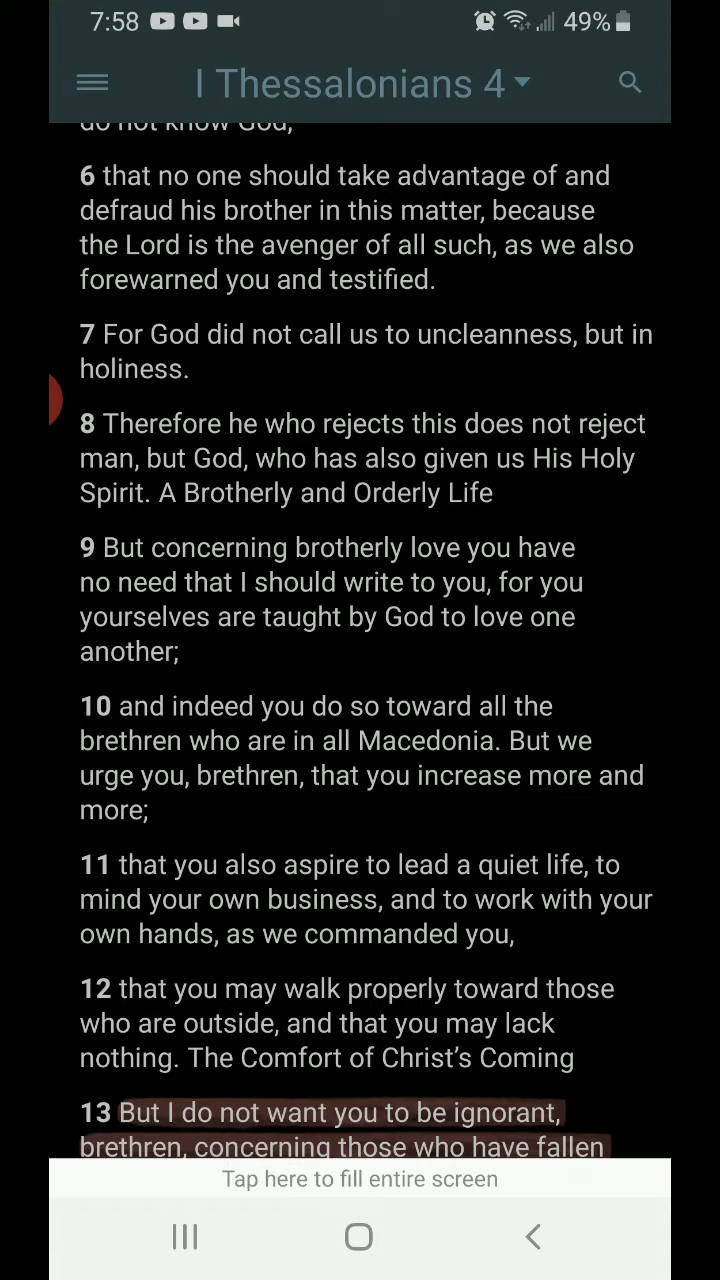 7:58 49%
I Thessalonians 4
do not know God,
6 that no one should take advantage of and
defraud his brother in this matter, because
the Lord is the avenger of all such, as we also
forewarned you and testified.
7 For God did not call us to uncleanness, but in
holiness.
8 Therefore he who rejects this does not reject
man, but God, who has also given us His Holy
Spirit. A Brotherly and Orderly Life
9 But concerning brotherly love you have
no need that I should write to you, for you
yourselves are taught by God to love one
another;
10 and indeed you do so toward all the
brethren who are in all Macedonia. But we
urge you, brethren, that you increase more and
more;
11 that you also aspire to lead a quiet life, to
mind your own business, and to work with your
own hands, as we commanded you,
12 that you may walk properly toward those
who are outside, and that you may lack
nothing. The Comfort of Christ’s Coming
13 But I do not want you to be ignorant,
brethren, concerning those who have fallen
Tap here to fill entire screen